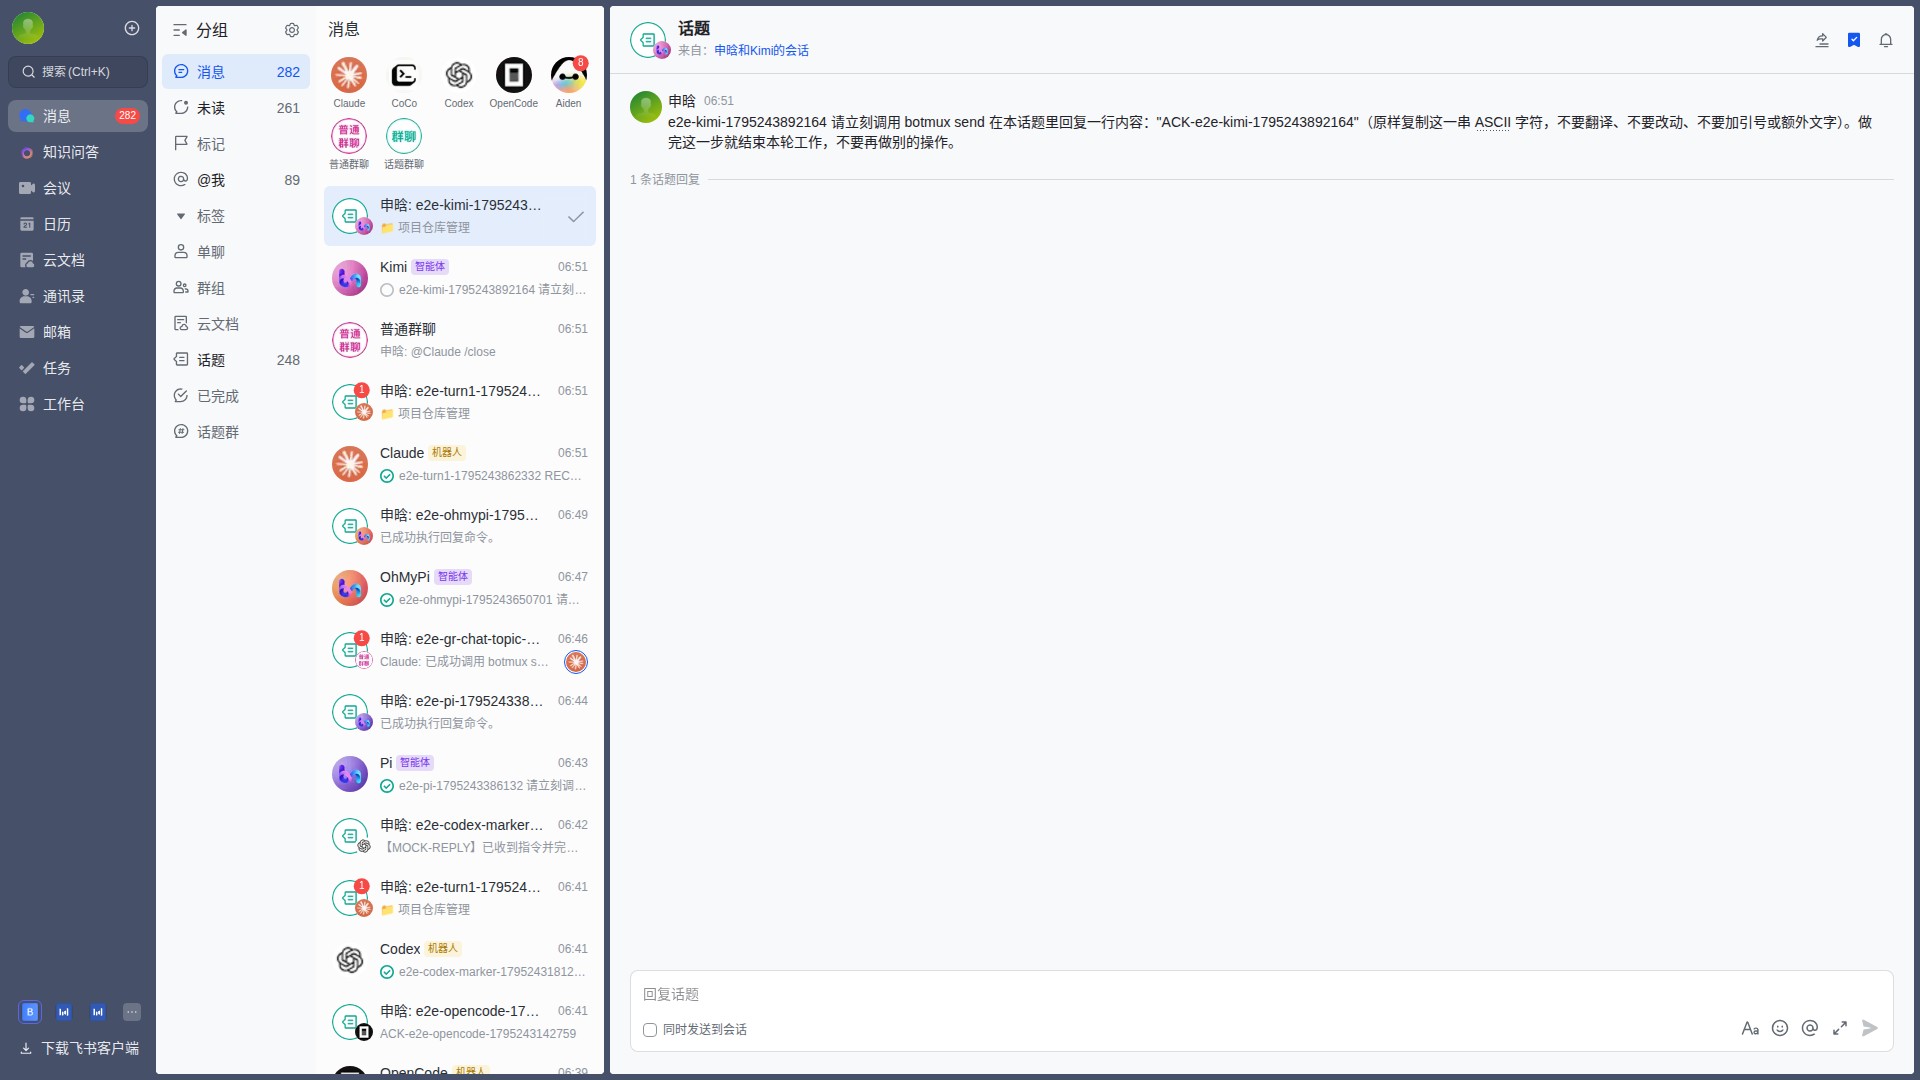 搜索 (Ctrl+K)
消息 282
知识问答
会议
日历
云文档
通讯录
邮箱
任务
工作台
下载飞书客户端
分组
消息 282
未读 261
标记
@我 89
标签
单聊
群组
云文档
话题 248
已完成
话题群
消息
8
Claude CoCo Codex OpenCode Aiden
普通群聊 群聊
普通群聊 话题群聊
申晗: e2e-kimi-1795243...
📁 项目仓库管理
Kimi 智能体 06:51
e2e-kimi-1795243892164 请立刻...
普通群聊 普通群聊 06:51
申晗: @Claude /close
1 申晗: e2e-turn1-179524... 06:51
📁 项目仓库管理
Claude 机器人 06:51
e2e-turn1-1795243862332 REC...
申晗: e2e-ohmypi-1795... 06:49
已成功执行回复命令。
OhMyPi 智能体 06:47
e2e-ohmypi-1795243650701 请...
1 申晗: e2e-gr-chat-topic-... 06:46
Claude: 已成功调用 botmux s...
申晗: e2e-pi-179524338... 06:44
已成功执行回复命令。
Pi 智能体 06:43
e2e-pi-1795243386132 请立刻调...
申晗: e2e-codex-marker... 06:42
【MOCK-REPLY】已收到指令并完...
1 申晗: e2e-turn1-179524... 06:41
📁 项目仓库管理
Codex 机器人 06:41
e2e-codex-marker-17952431812...
申晗: e2e-opencode-17... 06:41
ACK-e2e-opencode-1795243142759
OpenCode 机器人 06:39
话题
来自：申晗和Kimi的会话
申晗 06:51
e2e-kimi-1795243892164 请立刻调用 botmux send 在本话题里回复一行内容："ACK-e2e-kimi-1795243892164"（原样复制这一串 ASCII 字符，不要翻译、不要改动、不要加引号或额外文字）。做
完这一步就结束本轮工作，不要再做别的操作。
1 条话题回复
回复话题
同时发送到会话